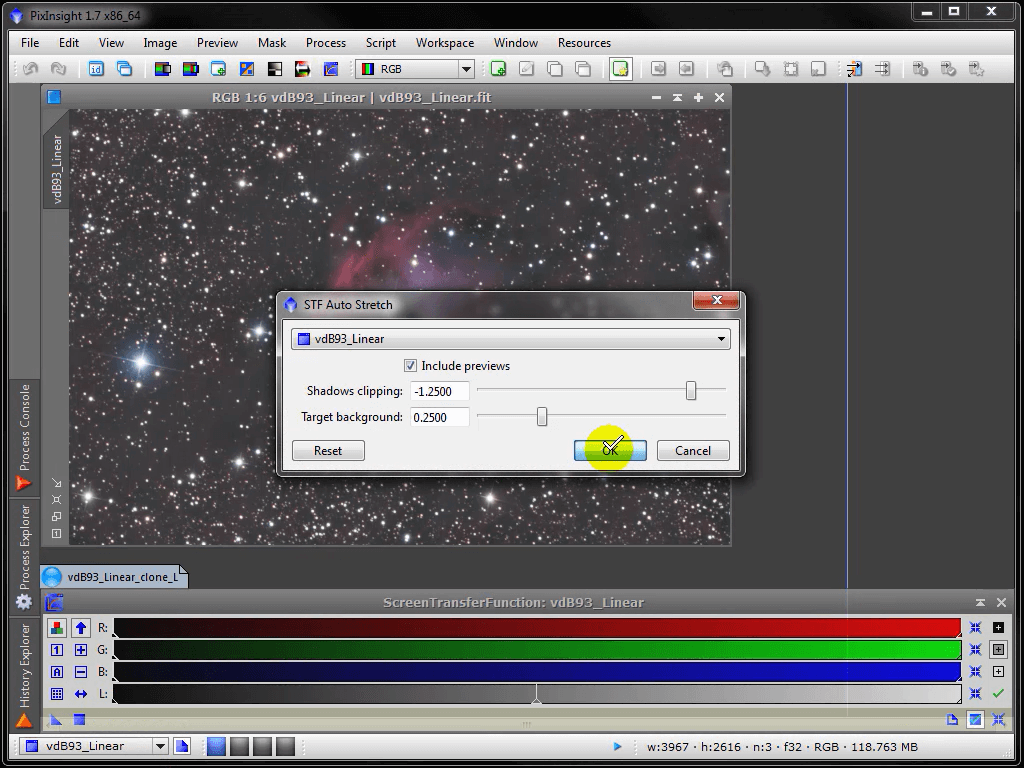 PixInsight 1.7 x86_64
File Edit View Image Preview Mask Process Script Workspace Window Resources
id RGB
RGB 1:6 vdB93_Linear | vdB93_Linear.fit
vdB93_Linear
STF Auto Stretch
vdB93_Linear
Include previews
Shadows clipping: -1.2500
Target background: 0.2500
Reset OK Cancel
Process Console
Process Explorer
History Explorer
vdB93_Linear_clone_L
ScreenTransferFunction: vdB93_Linear
R:
1 G:
A B:
L:
vdB93_Linear
w:3967 · h:2616 · n:3 · f32 · RGB · 118.763 MB